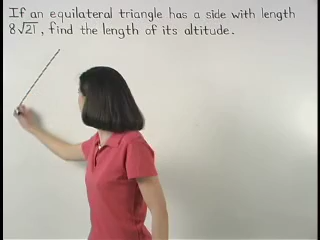 If an equilateral triangle has a side with length
8√21, find the length of its altitude.